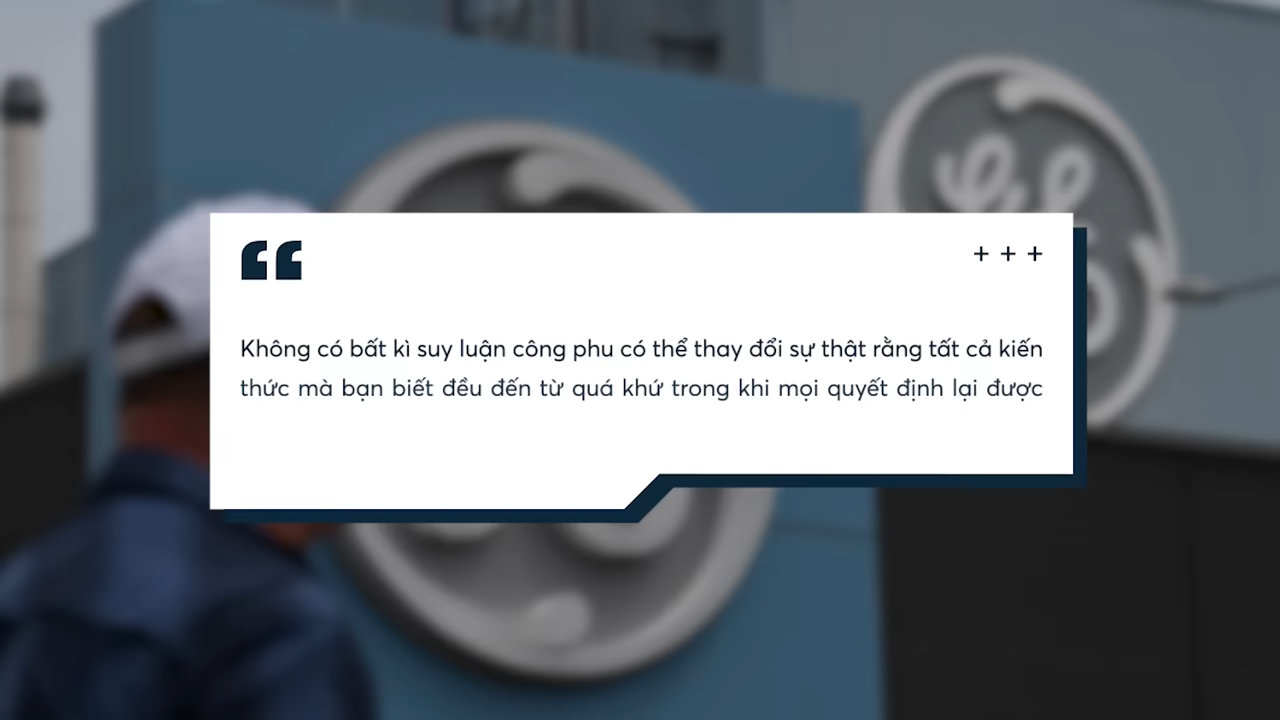 + + +
Không có bất kì suy luận công phu có thể thay đổi sự thật rằng tất cả kiến
thức mà bạn biết đều đến từ quá khứ trong khi mọi quyết định lại được